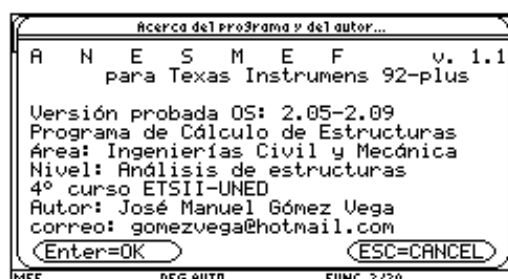 Acerca del programa y del autor...
A N E S M E F v. 1.1
para Texas Instrumens 92-plus
Versión probada OS: 2.05-2.09
Programa de Cálculo de Estructuras
Área: Ingenierías Civil y Mecánica
Nivel: Análisis de estructuras
4º curso ETSII-UNED
Autor: José Manuel Gómez Vega
correo: gomezvega@hotmail.com
Enter=OK ESC=CANCEL
MEF DEG AUTO FUNC 2/30